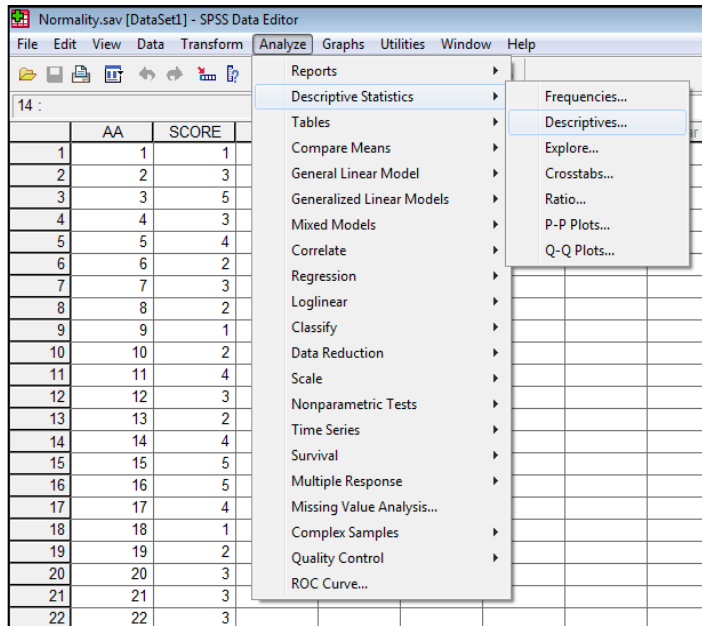 Normality.sav [DataSet1] - SPSS Data Editor
File Edit View Data Transform Analyze Graphs Utilities Window Help
14 :
AA SCORE
1 1 1
2 2 3
3 3 5
4 4 3
5 5 4
6 6 2
7 7 3
8 8 2
9 9 1
10 10 2
11 11 4
12 12 3
13 13 2
14 14 4
15 15 5
16 16 5
17 17 4
18 18 1
19 19 2
20 20 3
21 21 3
22 22 3
Reports
Descriptive Statistics
Tables
Compare Means
General Linear Model
Generalized Linear Models
Mixed Models
Correlate
Regression
Loglinear
Classify
Data Reduction
Scale
Nonparametric Tests
Time Series
Survival
Multiple Response
Missing Value Analysis...
Complex Samples
Quality Control
ROC Curve...
Frequencies...
Descriptives...
Explore...
Crosstabs...
Ratio...
P-P Plots...
Q-Q Plots...